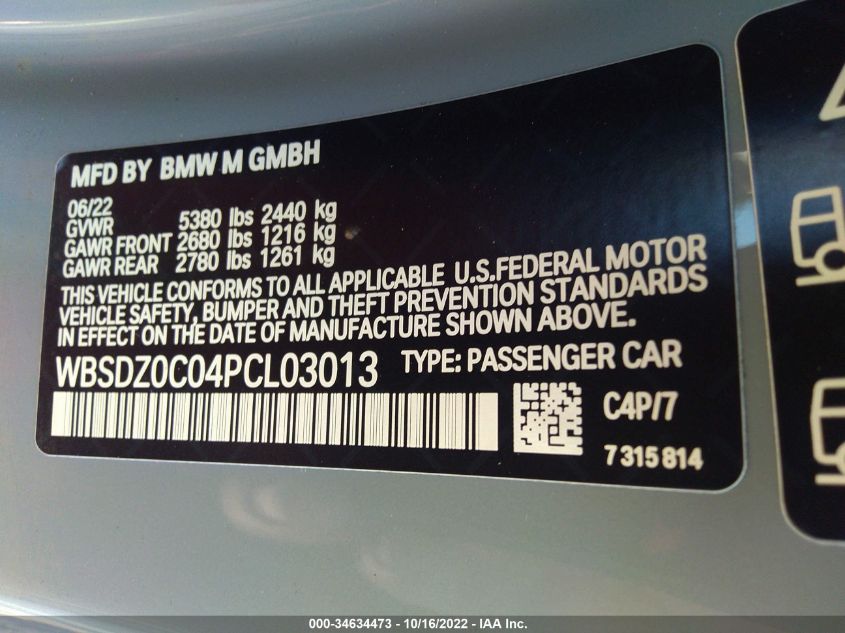 MFD BY BMW M GMBH
06/22
GVWR 5380 lbs 2440 kg
GAWR FRONT 2680 lbs 1216 kg
GAWR REAR 2780 lbs 1261 kg
THIS VEHICLE CONFORMS TO ALL APPLICABLE U.S.FEDERAL MOTOR
VEHICLE SAFETY, BUMPER AND THEFT PREVENTION STANDARDS
IN EFFECT ON THE DATE OF MANUFACTURE SHOWN ABOVE.
WBSDZ0C04PCL03013 TYPE: PASSENGER CAR
C4P/7
7315814
000-34634473 - 10/16/2022 - IAA Inc.